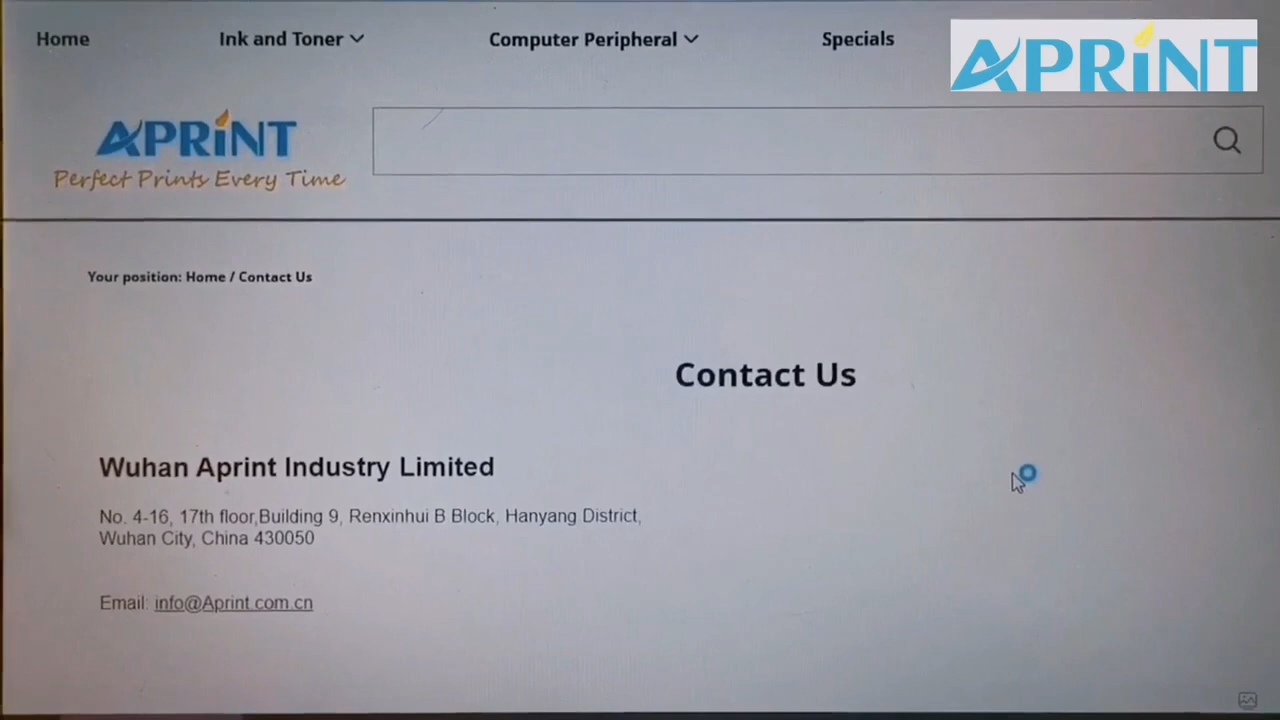 Home Ink and Toner Computer Peripheral Specials
APRiNT
APRiNT
Perfect Prints Every Time
Your position: Home / Contact Us
Contact Us
Wuhan Aprint Industry Limited
No. 4-16, 17th floor,Building 9, Renxinhui B Block, Hanyang District,
Wuhan City, China 430050
Email: info@Aprint.com.cn